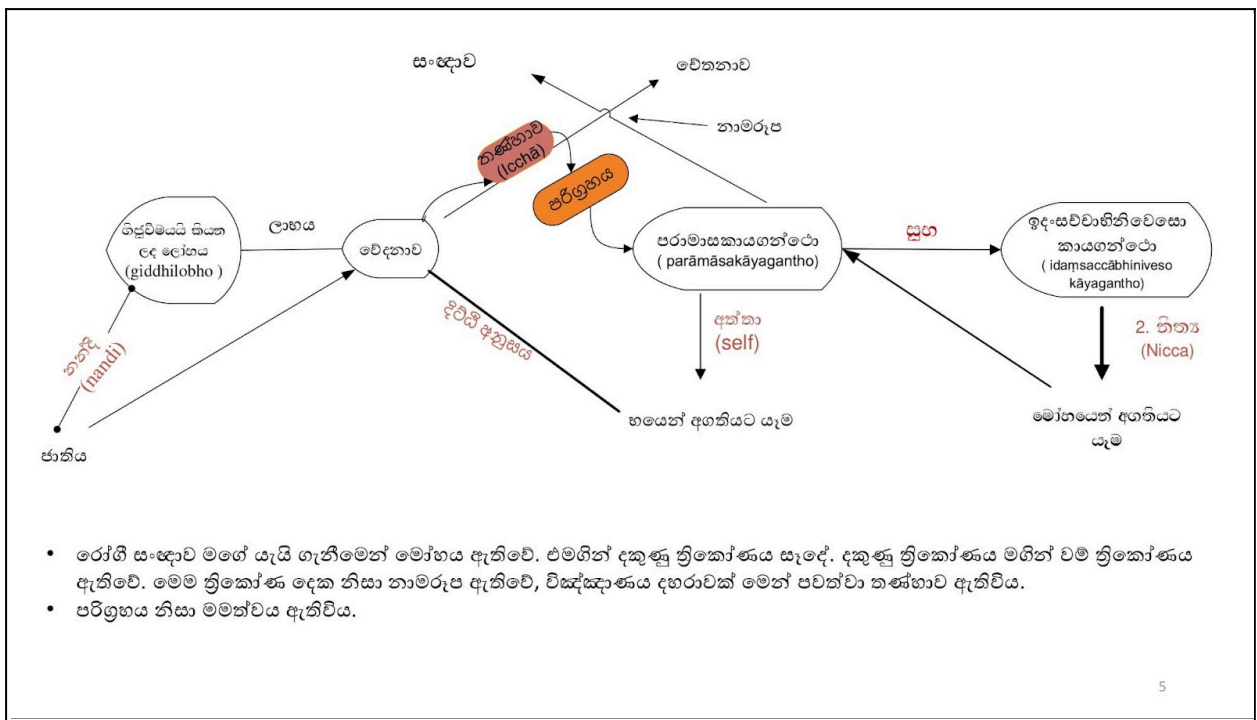 සංඥාව
චේතනාව
නාමරූප
තණ්හාව
(Icchā)
පරිග්‍රහය
ගිජුවීමයයි කියන
ලද ලෝභය
(giddhilobho )
ලාභය
වේදනාව
පරාමාසකායගන්ථො
( parāmāsakāyagantho)
සුභ
ඉදංසච්චාභිනිවෙසො
කායගන්ථො
( idaṃsaccābhiniveso
kāyagantho)
නන්දි
(nandi)
දිට්ඨි අනුසය
අත්තා
(self)
2. නිත්‍ය
(Nicca)
ජාතිය
භයෙන් අගතියට යෑම
මෝහයෙන් අගතියට
යෑම
• රෝගී සංඥාව මගේ යැයි ගැනීමෙන් මෝහය ඇතිවේ. එමගින් දකුණු ත්‍රිකෝණය සෑදේ. දකුණු ත්‍රිකෝණය මගින් වම් ත්‍රිකෝණය
ඇතිවේ. මෙම ත්‍රිකෝණ දෙක නිසා නාමරූප ඇතිවේ, විඤ්ඤාණය දහරාවක් මෙන් පවත්වා තණ්හාව ඇතිවිය.
• පරිග්‍රහය නිසා මමත්වය ඇතිවිය.
5